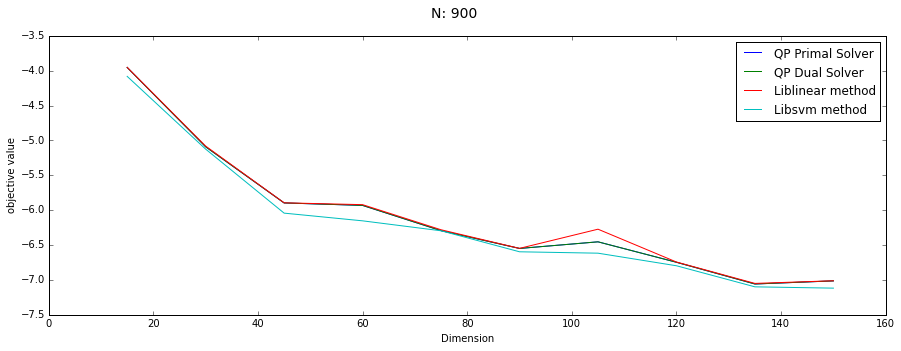 N: 900
−3.5
−4.0
−4.5
−5.0
−5.5
−6.0
−6.5
−7.0
−7.5
objective value
QP Primal Solver
QP Dual Solver
Liblinear method
Libsvm method
0 20 40 60 80 100 120 140 160
Dimension